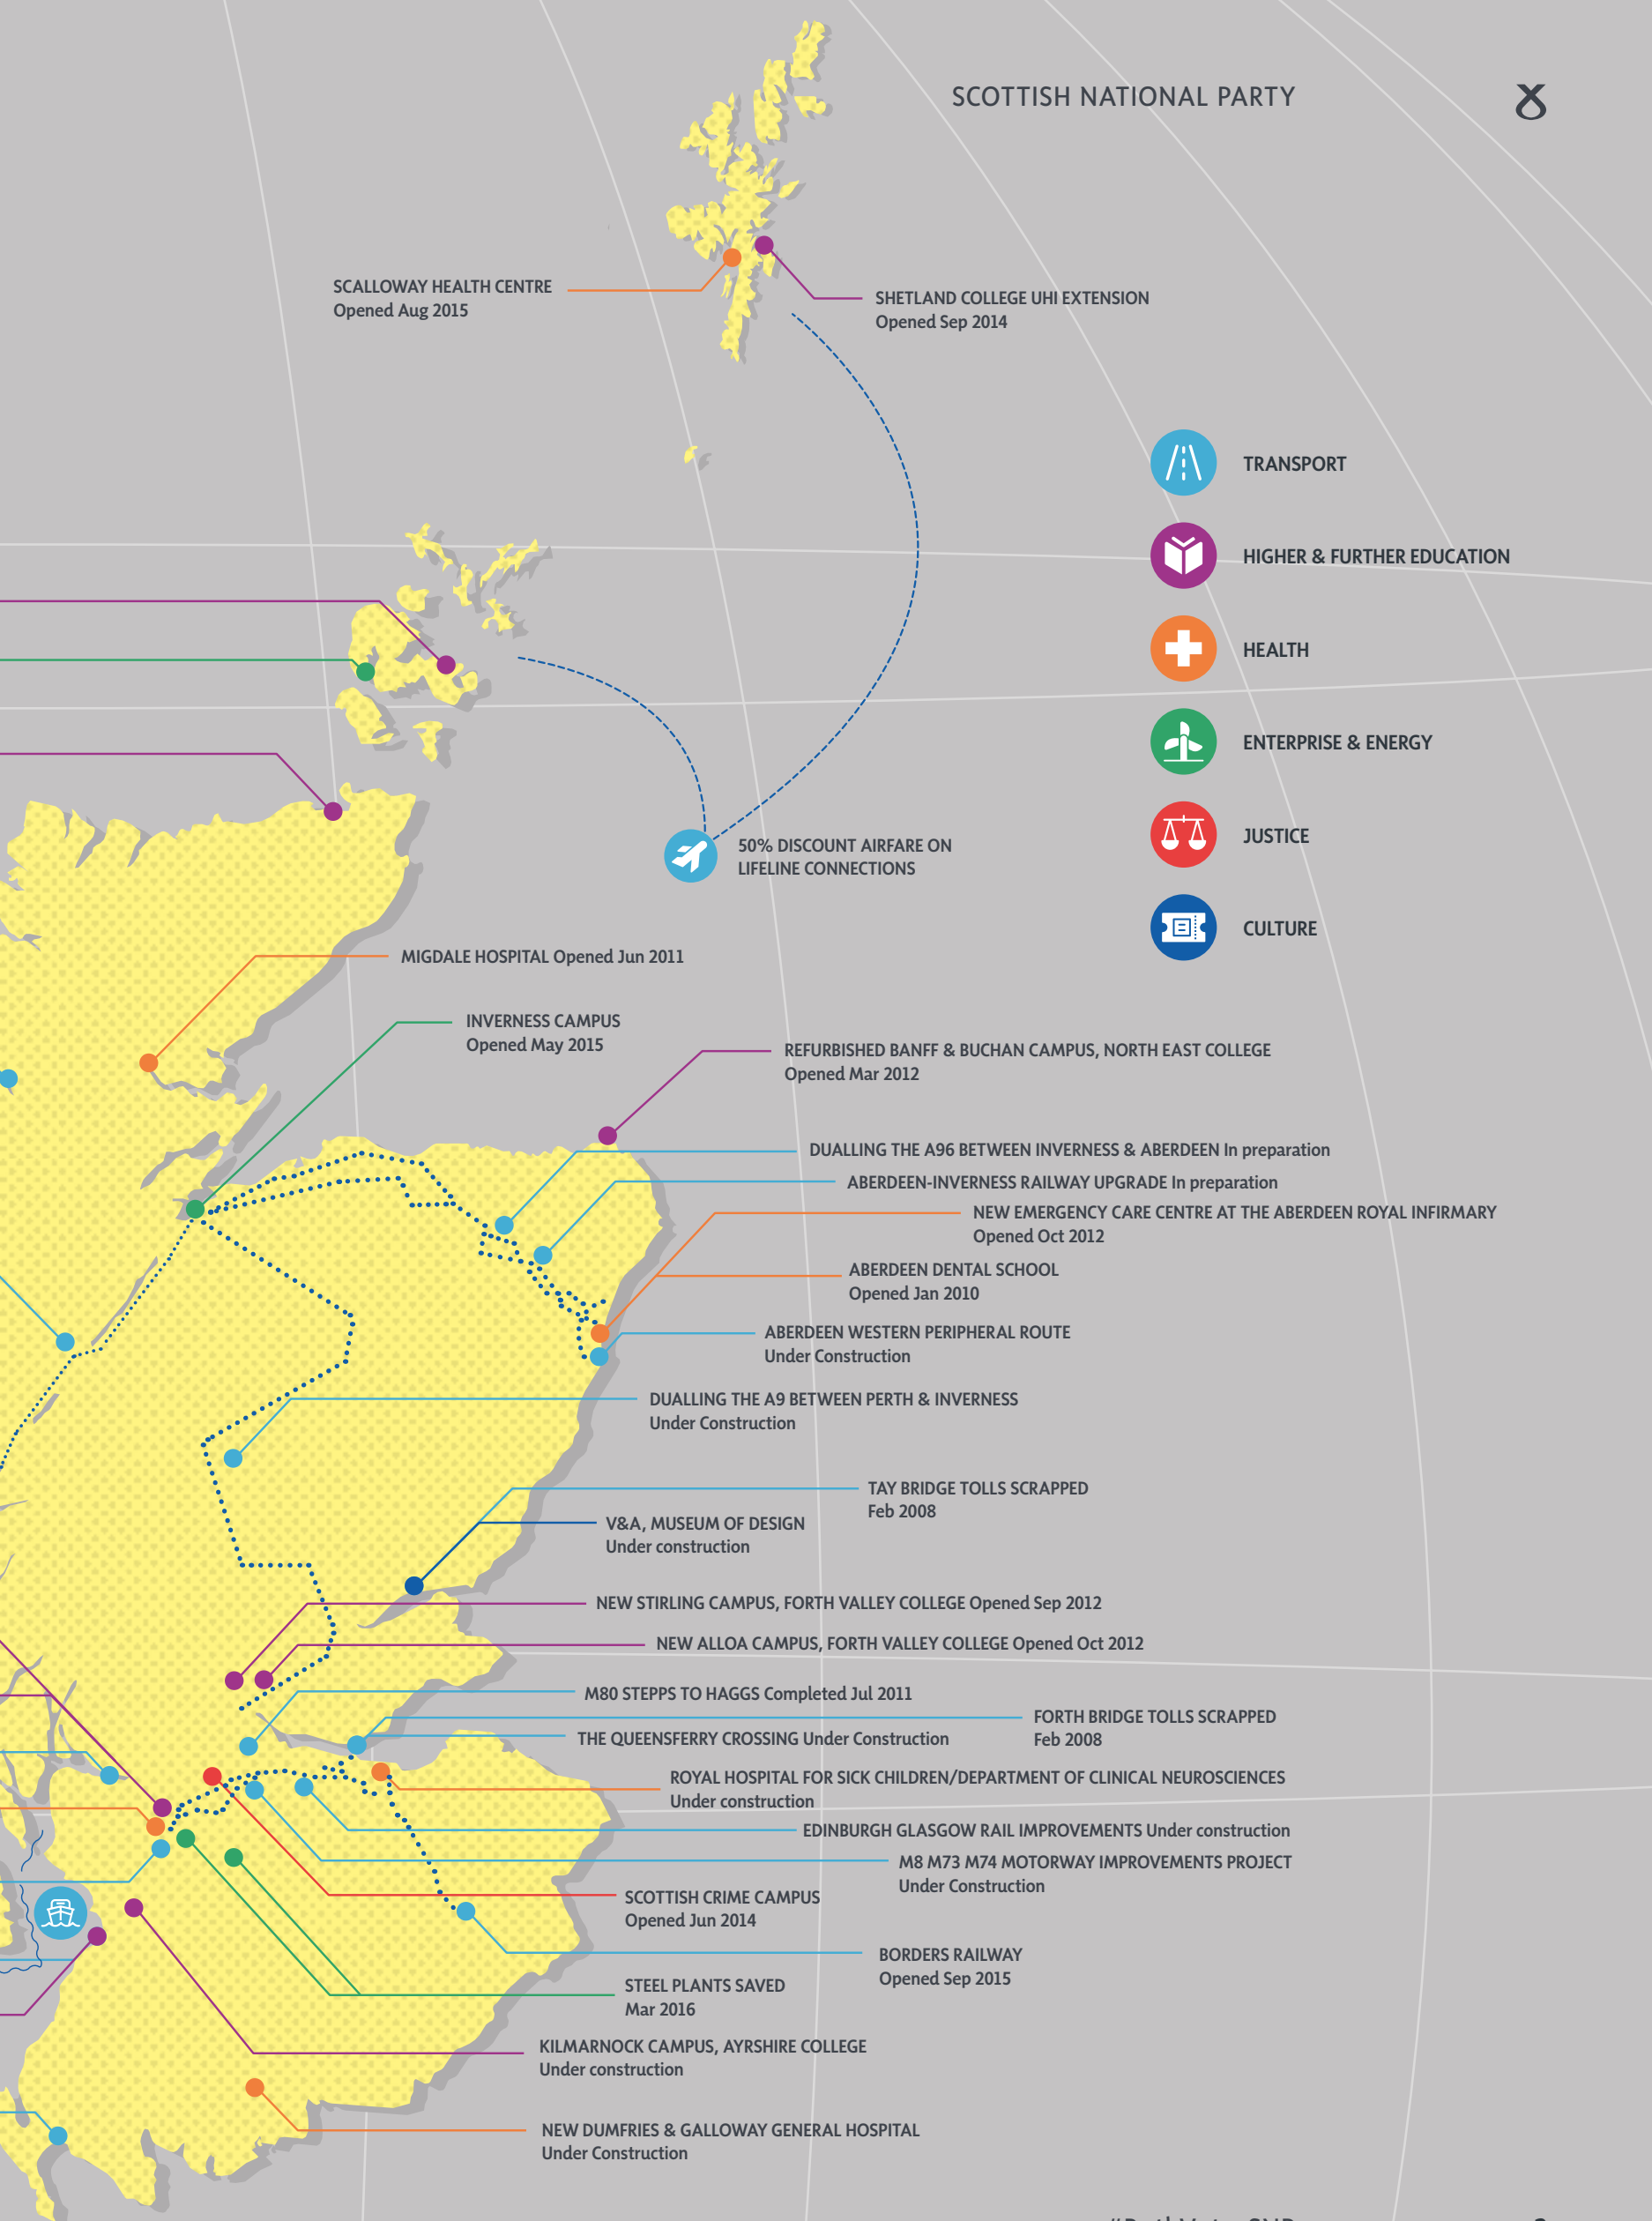 SCOTTISH NATIONAL PARTY
SCALLOWAY HEALTH CENTRE
Opened Aug 2015
SHETLAND COLLEGE UHI EXTENSION
Opened Sep 2014
TRANSPORT
HIGHER & FURTHER EDUCATION
HEALTH
ENTERPRISE & ENERGY
JUSTICE
CULTURE
50% DISCOUNT AIRFARE ON
LIFELINE CONNECTIONS
MIGDALE HOSPITAL Opened Jun 2011
INVERNESS CAMPUS
Opened May 2015
REFURBISHED BANFF & BUCHAN CAMPUS, NORTH EAST COLLEGE
Opened Mar 2012
DUALLING THE A96 BETWEEN INVERNESS & ABERDEEN In preparation
ABERDEEN-INVERNESS RAILWAY UPGRADE In preparation
NEW EMERGENCY CARE CENTRE AT THE ABERDEEN ROYAL INFIRMARY
Opened Oct 2012
ABERDEEN DENTAL SCHOOL
Opened Jan 2010
ABERDEEN WESTERN PERIPHERAL ROUTE
Under Construction
DUALLING THE A9 BETWEEN PERTH & INVERNESS
Under Construction
TAY BRIDGE TOLLS SCRAPPED
Feb 2008
V&A, MUSEUM OF DESIGN
Under construction
NEW STIRLING CAMPUS, FORTH VALLEY COLLEGE Opened Sep 2012
NEW ALLOA CAMPUS, FORTH VALLEY COLLEGE Opened Oct 2012
M80 STEPPS TO HAGGS Completed Jul 2011
FORTH BRIDGE TOLLS SCRAPPED
Feb 2008
THE QUEENSFERRY CROSSING Under Construction
ROYAL HOSPITAL FOR SICK CHILDREN/DEPARTMENT OF CLINICAL NEUROSCIENCES
Under construction
EDINBURGH GLASGOW RAIL IMPROVEMENTS Under construction
M8 M73 M74 MOTORWAY IMPROVEMENTS PROJECT
Under Construction
SCOTTISH CRIME CAMPUS
Opened Jun 2014
BORDERS RAILWAY
Opened Sep 2015
STEEL PLANTS SAVED
Mar 2016
KILMARNOCK CAMPUS, AYRSHIRE COLLEGE
Under construction
NEW DUMFRIES & GALLOWAY GENERAL HOSPITAL
Under Construction